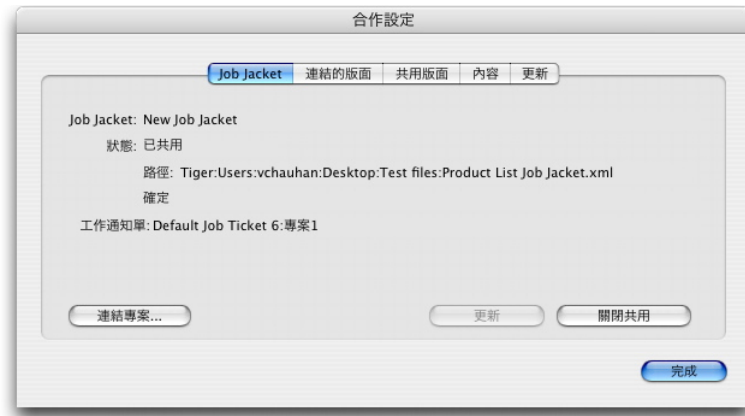 合作設定
Job Jacket 連結的版面 共用版面 內容 更新
Job Jacket: New Job Jacket
狀態: 已共用
路徑: Tiger:Users:vchauhan:Desktop:Test files:Product List Job Jacket.xml
確定
工作通知單: Default Job Ticket 6:專案1
連結專案... 更新 關閉共用
完成